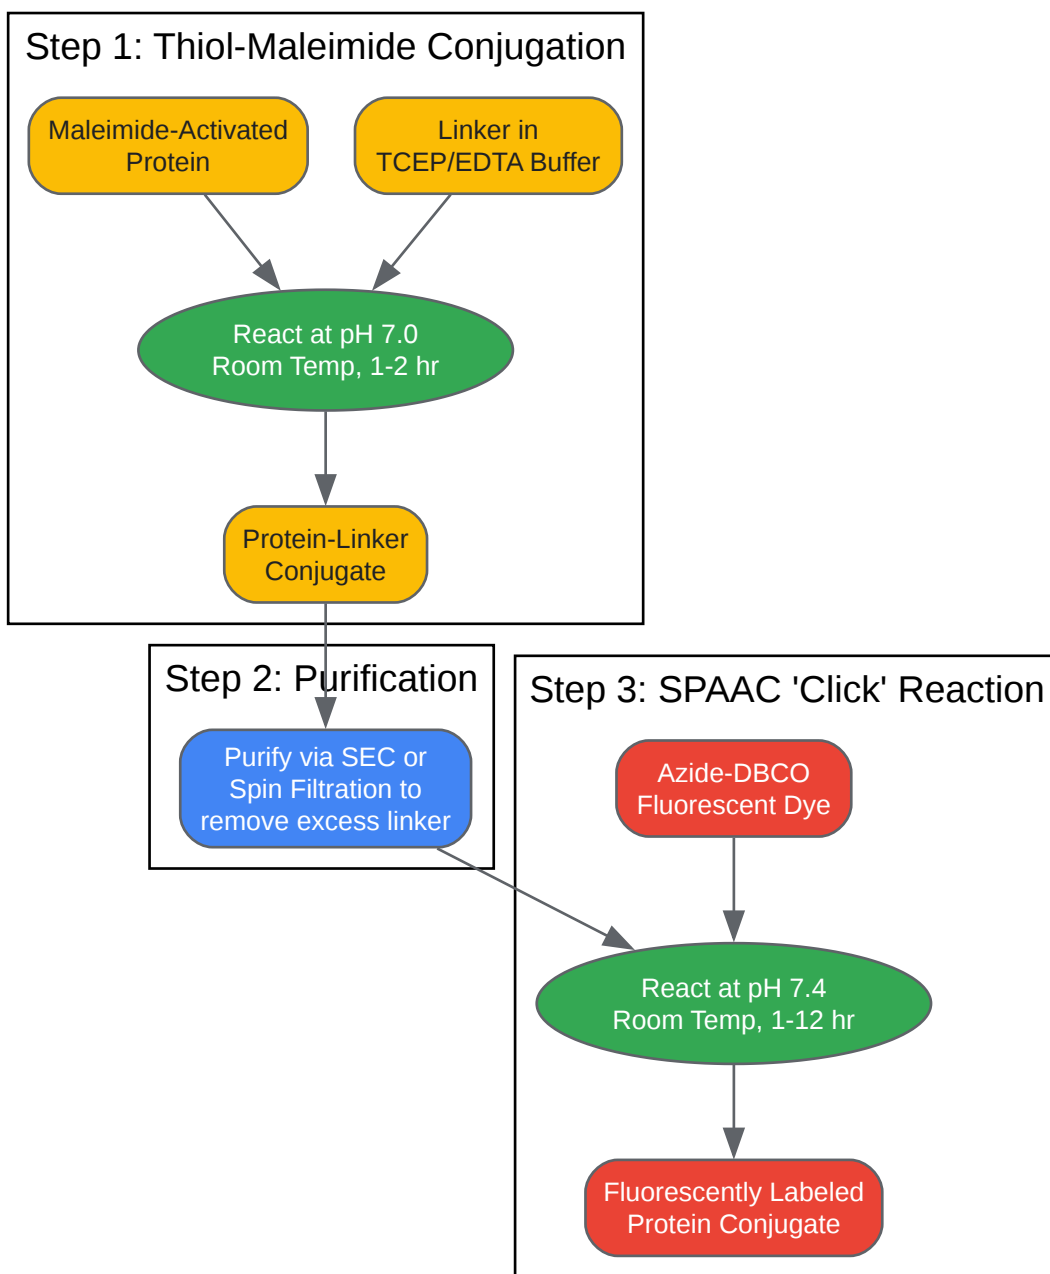 Step 1: Thiol-Maleimide Conjugation
Maleimide-Activated
Protein
Linker in
TCEP/EDTA Buffer
React at pH 7.0
Room Temp, 1-2 hr
Protein-Linker
Conjugate
Step 2: Purification
Purify via SEC or
Spin Filtration to
remove excess linker
Step 3: SPAAC 'Click' Reaction
Azide-DBCO
Fluorescent Dye
React at pH 7.4
Room Temp, 1-12 hr
Fluorescently Labeled
Protein Conjugate